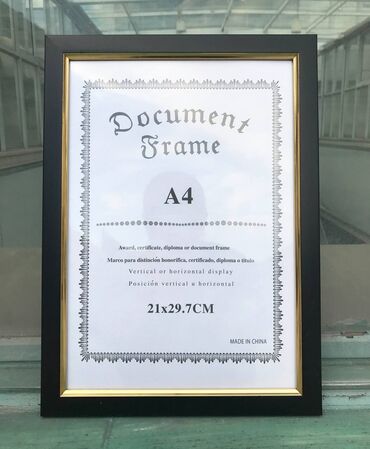 Document
Frame
A4
Award, certificate, diploma or document frame
Marco para distinción honorífica, certificado, diploma o título
Vertical or horizontal display
Posición vertical u horizontal
21x29.7CM
MADE IN CHINA